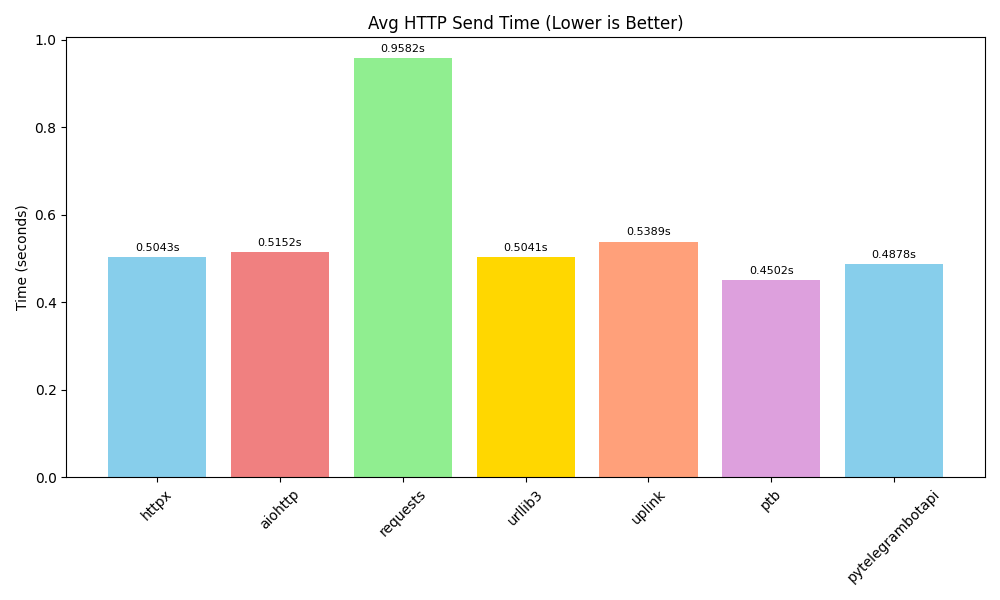 Avg HTTP Send Time (Lower is Better)
Time (seconds)
1.0
0.8
0.6
0.4
0.2
0.0
0.5043s
0.5152s
0.9582s
0.5041s
0.5389s
0.4502s
0.4878s
httpx
aiohttp
requests
urllib3
uplink
ptb
pytelegrambotapi